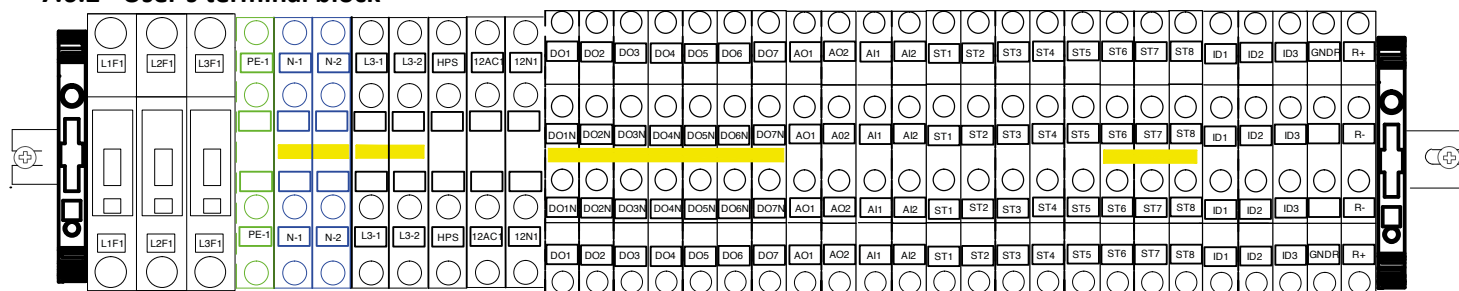 User's terminal block
L1F1 L2F1 L3F1 PE-1 N-1 N-2 L3-1 L3-2 HPS 12AC1 12N1 DO1 DO2 DO3 DO4 DO5 DO6 DO7 AO1 AO2 AI1 AI2 ST1 ST2 ST3 ST4 ST5 ST6 ST7 ST8 ID1 ID2 ID3 GNDR R+
DO1N DO2N DO3N DO4N DO5N DO6N DO7N AO1 A02 AI1 AI2 ST1 ST2 ST3 ST4 ST5 ST6 ST7 ST8 ID1 ID2 ID3 R-
DO1N DO2N DO3N DO4N DO5N DO6N DO7N AO1 AO2 AI1 AI2 ST1 ST2 ST3 ST4 ST5 ST6 ST7 ST8 ID1 ID2 ID3 R-
L1F1 L2F1 L3F1 PE-1 N-1 N-2 L3-1 L3-2 HPS 12AC1 12N1
DO1 DO2 DO3 DO4 DO5 DO6 DO7 AO1 AO2 AI1 AI2 ST1 ST2 ST3 ST4 ST5 ST6 ST7 ST8 ID1 ID2 ID3 GNDR R+